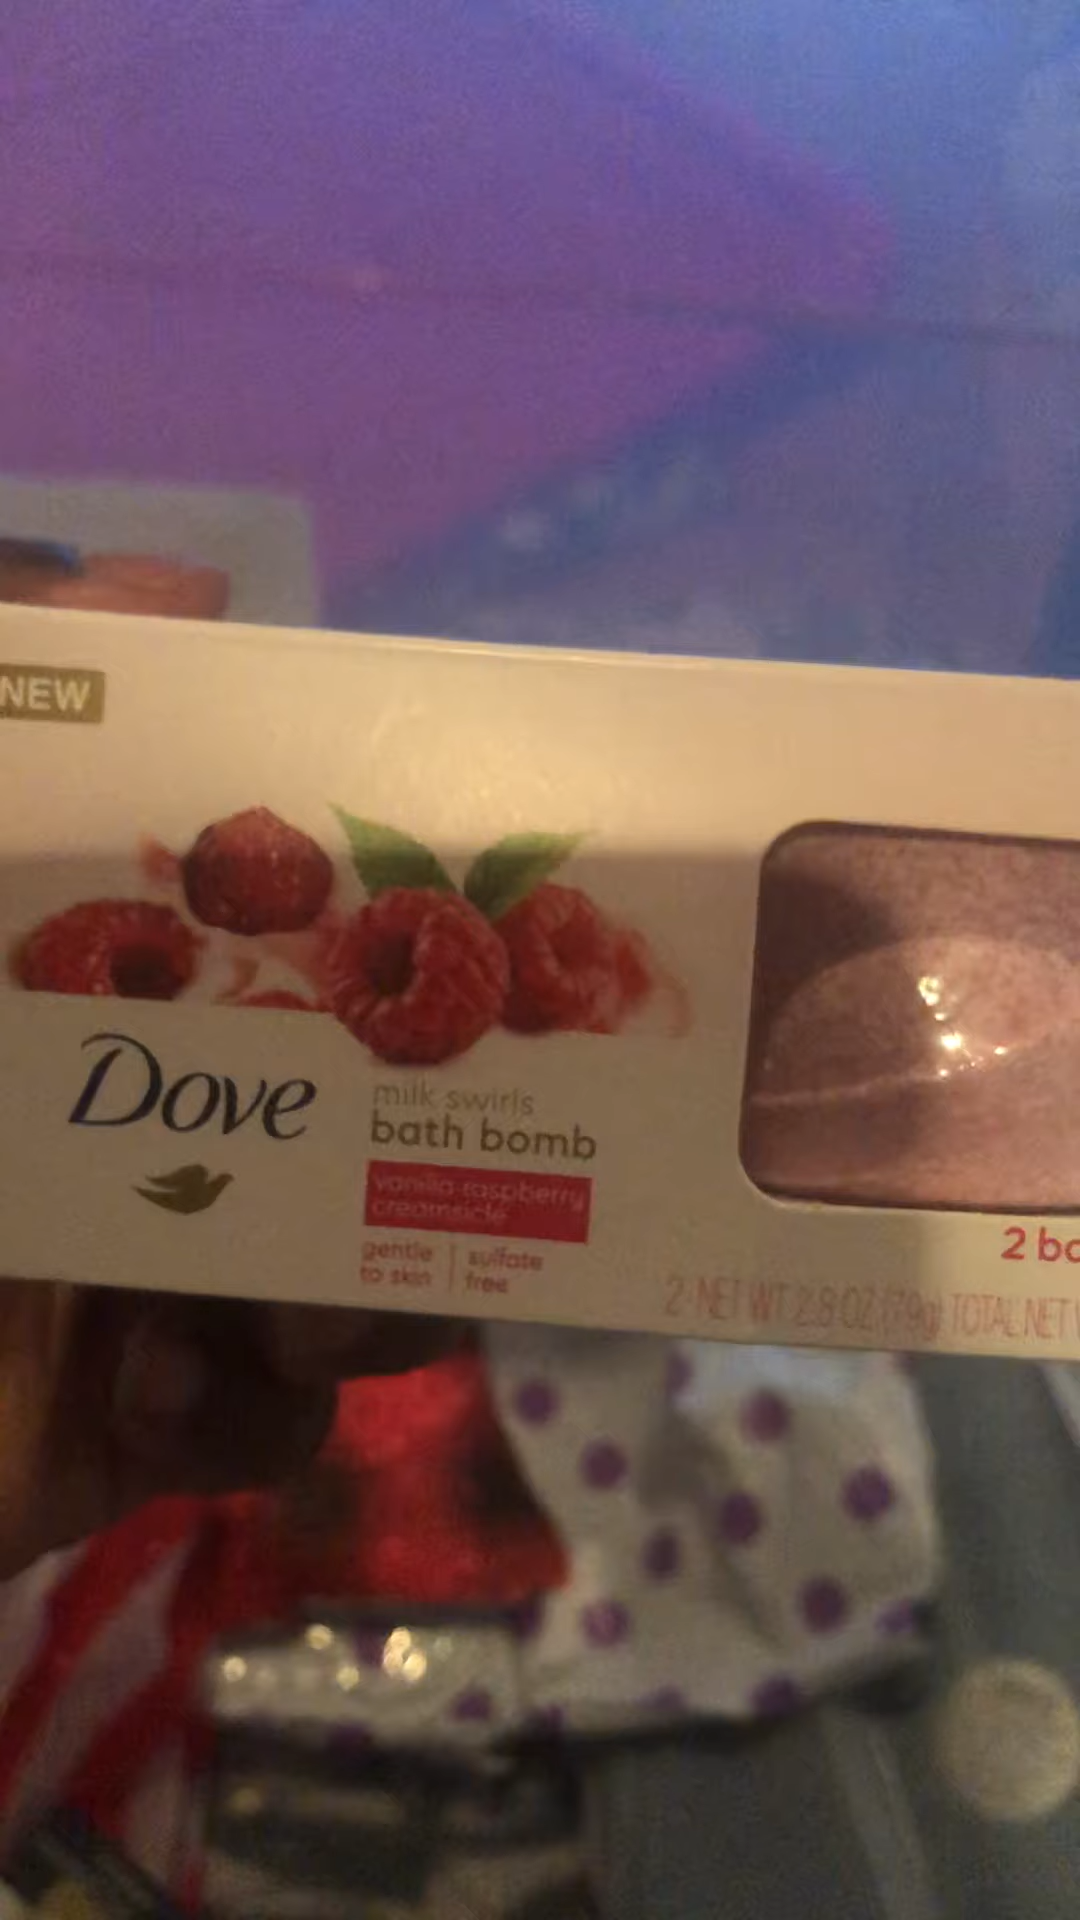 NEW
Dove
milk swirls
bath bomb
vanilla raspberry
creamsicle
gentle
to skin
sulfate
free
2
2 NET WT 2.8 OZ (79g) TOTAL NET